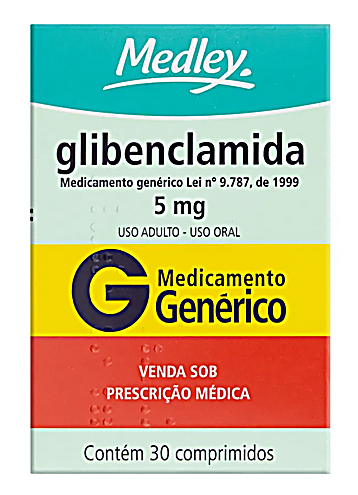 Medley.
glibenclamida
Medicamento genérico Lei nº 9.787, de 1999
5 mg
USO ADULTO - USO ORAL
G Medicamento
Genérico
VENDA SOB
PRESCRIÇÃO MÉDICA
Contém 30 comprimidos